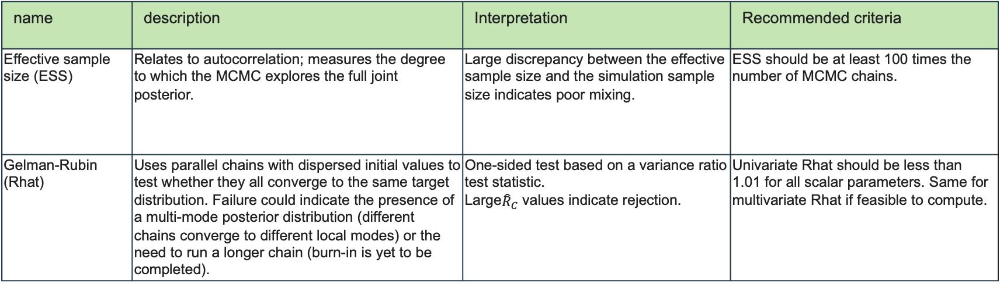 name
description
Interpretation
Recommended criteria
Effective sample
size (ESS)
Relates to autocorrelation; measures the degree
to which the MCMC explores the full joint
posterior.
Large discrepancy between the effective
sample size and the simulation sample
size indicates poor mixing.
ESS should be at least 100 times the
number of MCMC chains.
Gelman-Rubin
(Rhat)
Uses parallel chains with dispersed initial values to
test whether they all converge to the same target
distribution. Failure could indicate the presence of
a multi-mode posterior distribution (different
chains converge to different local modes) or the
need to run a longer chain (burn-in is yet to be
completed).
One-sided test based on a variance ratio
test statistic.
Large R̂_C values indicate rejection.
Univariate Rhat should be less than
1.01 for all scalar parameters. Same for
multivariate Rhat if feasible to compute.